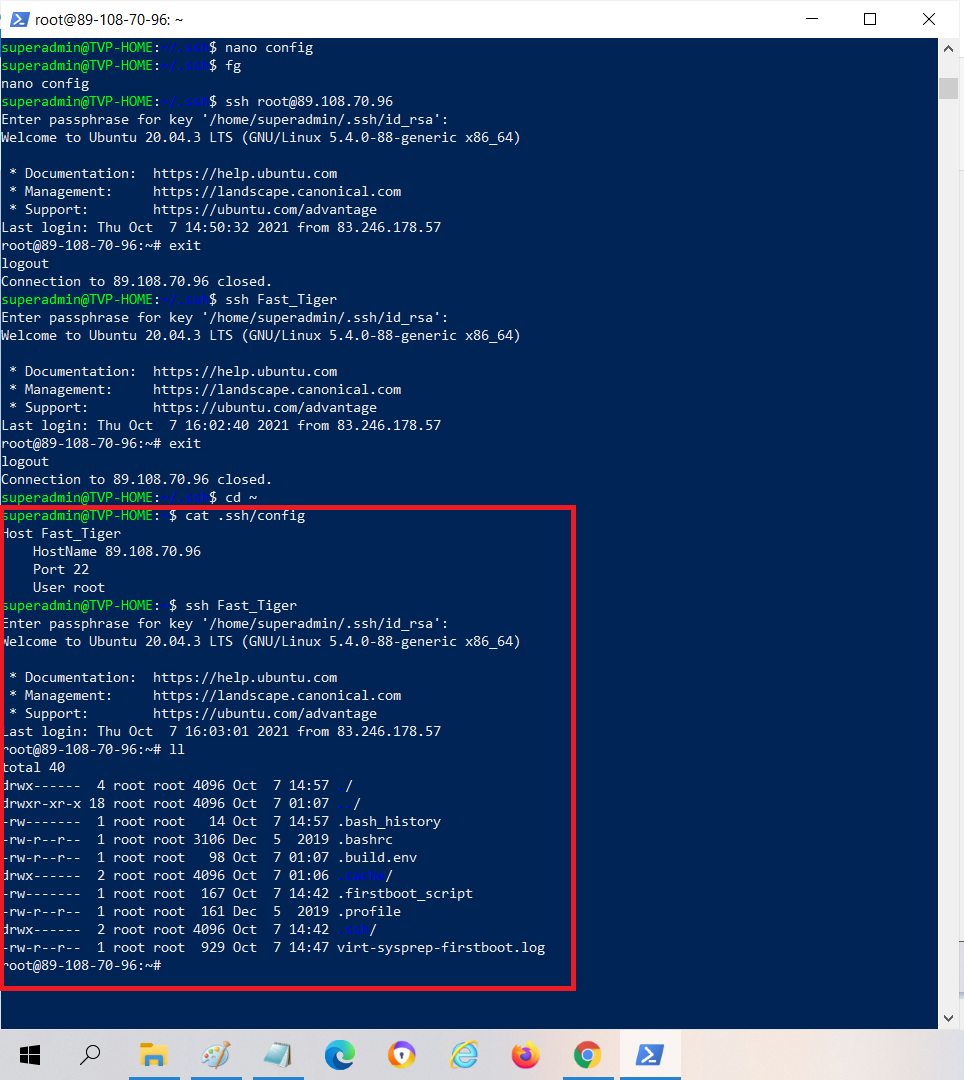 root@89-108-70-96: ~
superadmin@TVP-HOME:~/.ssh$ nano config
superadmin@TVP-HOME:~/.ssh$ fg
nano config
superadmin@TVP-HOME:~/.ssh$ ssh root@89.108.70.96
Enter passphrase for key '/home/superadmin/.ssh/id_rsa':
Welcome to Ubuntu 20.04.3 LTS (GNU/Linux 5.4.0-88-generic x86_64)
* Documentation:  https://help.ubuntu.com
* Management:     https://landscape.canonical.com
* Support:        https://ubuntu.com/advantage
Last login: Thu Oct  7 14:50:32 2021 from 83.246.178.57
root@89-108-70-96:~# exit
logout
Connection to 89.108.70.96 closed.
superadmin@TVP-HOME:~/.ssh$ ssh Fast_Tiger
Enter passphrase for key '/home/superadmin/.ssh/id_rsa':
Welcome to Ubuntu 20.04.3 LTS (GNU/Linux 5.4.0-88-generic x86_64)
* Documentation:  https://help.ubuntu.com
* Management:     https://landscape.canonical.com
* Support:        https://ubuntu.com/advantage
Last login: Thu Oct  7 16:02:40 2021 from 83.246.178.57
root@89-108-70-96:~# exit
logout
Connection to 89.108.70.96 closed.
superadmin@TVP-HOME:~/.ssh$ cd ~
superadmin@TVP-HOME:~$ cat .ssh/config
Host Fast_Tiger
    HostName 89.108.70.96
    Port 22
    User root
superadmin@TVP-HOME:~$ ssh Fast_Tiger
Enter passphrase for key '/home/superadmin/.ssh/id_rsa':
Welcome to Ubuntu 20.04.3 LTS (GNU/Linux 5.4.0-88-generic x86_64)
* Documentation:  https://help.ubuntu.com
* Management:     https://landscape.canonical.com
* Support:        https://ubuntu.com/advantage
Last login: Thu Oct  7 16:03:01 2021 from 83.246.178.57
root@89-108-70-96:~# ll
total 40
drwx------  4 root root 4096 Oct  7 14:57 ./
drwxr-xr-x 18 root root 4096 Oct  7 01:07 ../
-rw-------  1 root root   14 Oct  7 14:57 .bash_history
-rw-r--r--  1 root root 3106 Dec  5  2019 .bashrc
-rw-r--r--  1 root root   98 Oct  7 01:07 .build.env
drwx------  2 root root 4096 Oct  7 01:06 .cache/
-rw-------  1 root root  167 Oct  7 14:42 .firstboot_script
-rw-r--r--  1 root root  161 Dec  5  2019 .profile
drwx------  2 root root 4096 Oct  7 14:42 .ssh/
-rw-r--r--  1 root root  929 Oct  7 14:47 virt-sysprep-firstboot.log
root@89-108-70-96:~#